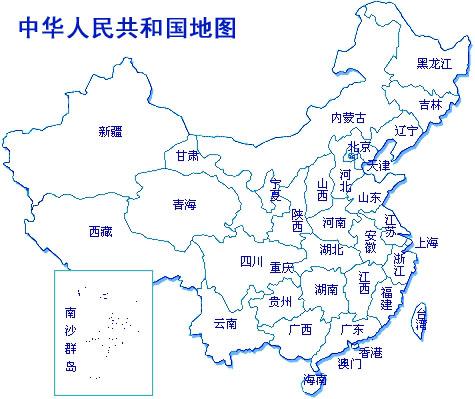 中华人民共和国地图
黑龙江
吉林
辽宁
内蒙古
新疆
北京
甘肃
天津
宁夏
山西
河北
山东
青海
陕西
河南
江苏
西藏
安徽
上海
湖北
四川
重庆
浙江
江西
湖南
贵州
福建
南沙群岛
云南
广西
广东
台湾
香港
澳门
海南